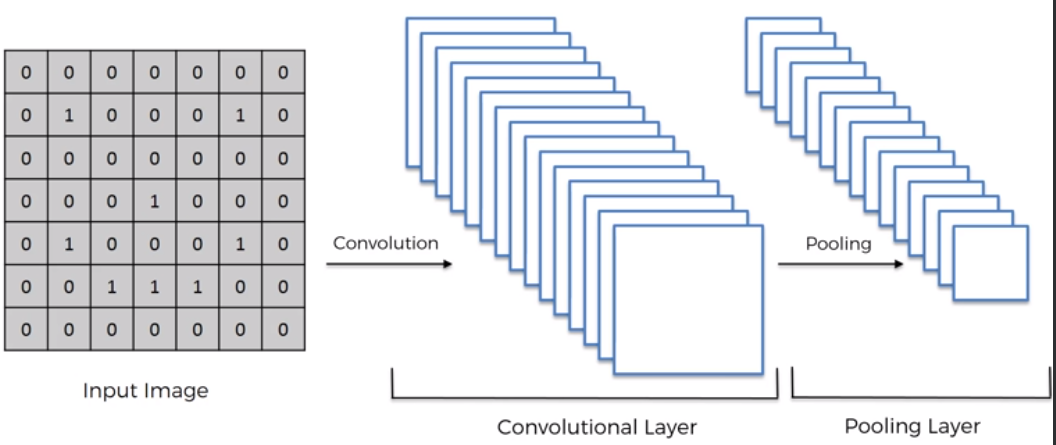 0 0 0 0 0 0 0
0 1 0 0 0 1 0
0 0 0 0 0 0 0
0 0 0 1 0 0 0
0 1 0 0 0 1 0
0 0 1 1 1 0 0
0 0 0 0 0 0 0
Input Image
Convolution
Convolutional Layer
Pooling
Pooling Layer